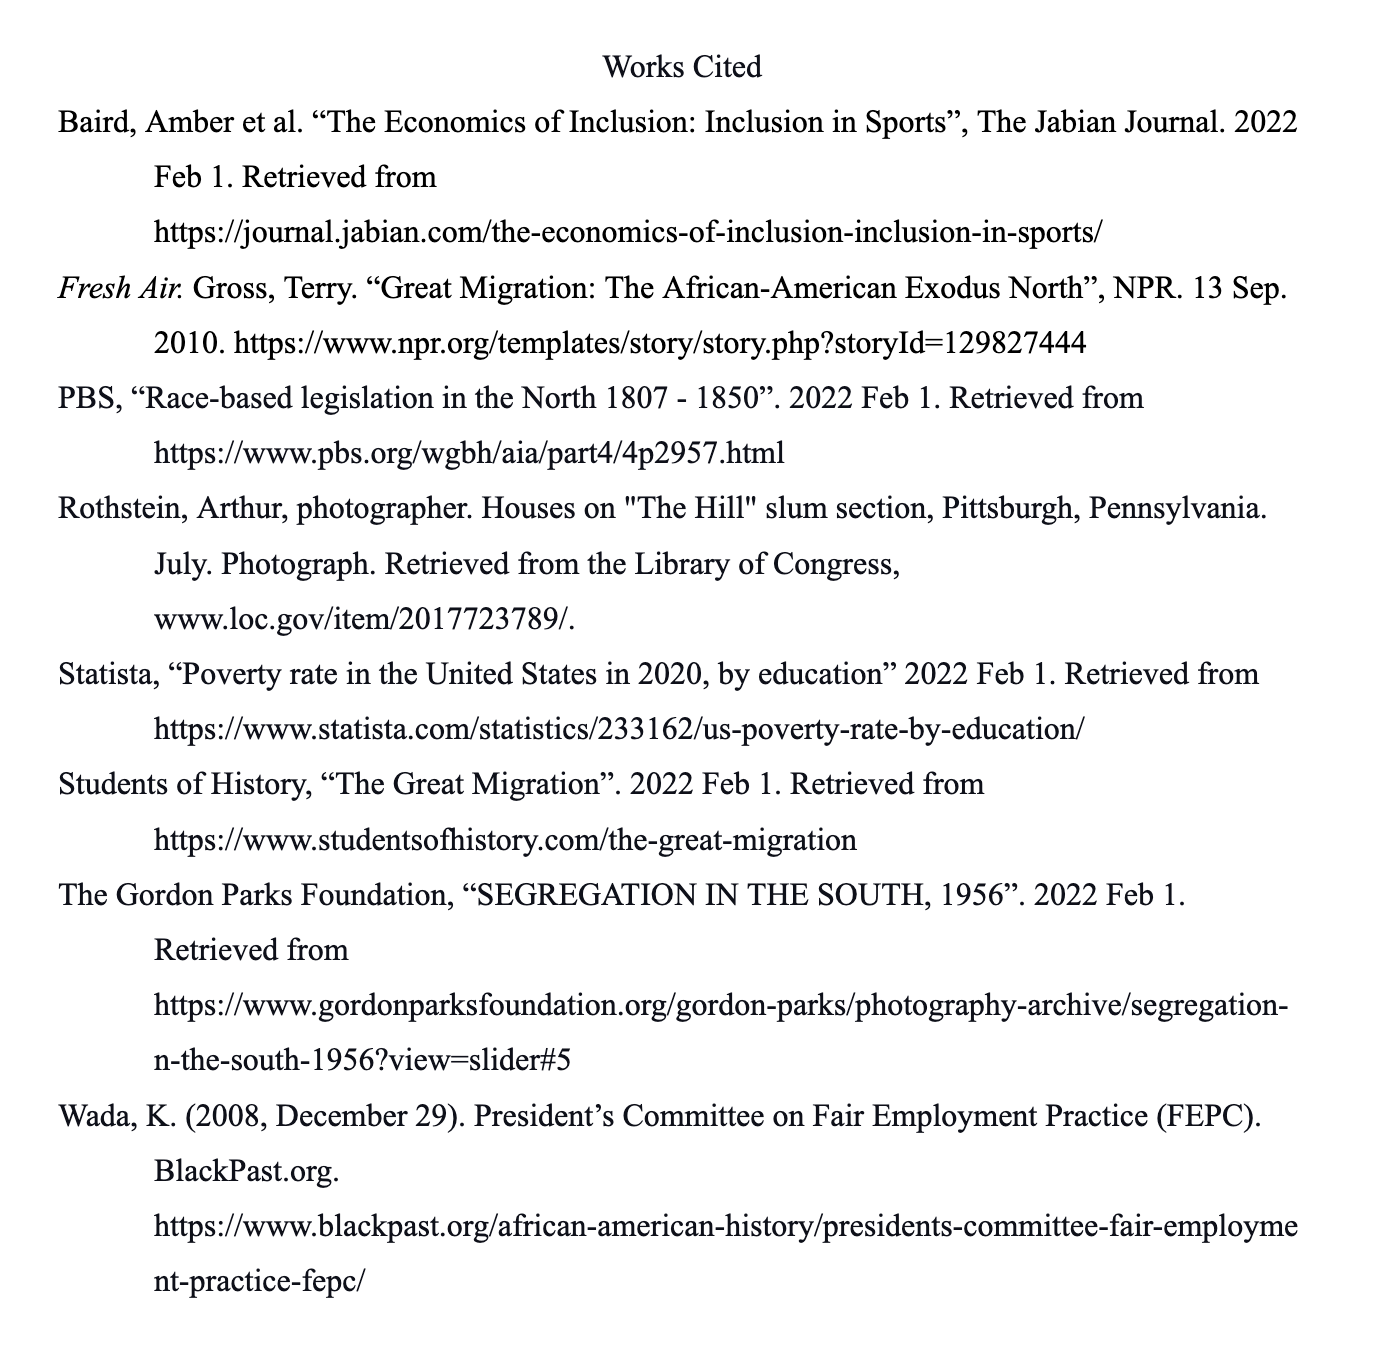 Works Cited
Baird, Amber et al. “The Economics of Inclusion: Inclusion in Sports”, The Jabian Journal. 2022
Feb 1. Retrieved from
https://journal.jabian.com/the-economics-of-inclusion-inclusion-in-sports/
Fresh Air. Gross, Terry. “Great Migration: The African-American Exodus North”, NPR. 13 Sep.
2010. https://www.npr.org/templates/story/story.php?storyId=129827444
PBS, “Race-based legislation in the North 1807 - 1850”. 2022 Feb 1. Retrieved from
https://www.pbs.org/wgbh/aia/part4/4p2957.html
Rothstein, Arthur, photographer. Houses on "The Hill" slum section, Pittsburgh, Pennsylvania.
July. Photograph. Retrieved from the Library of Congress,
www.loc.gov/item/2017723789/.
Statista, “Poverty rate in the United States in 2020, by education” 2022 Feb 1. Retrieved from
https://www.statista.com/statistics/233162/us-poverty-rate-by-education/
Students of History, “The Great Migration”. 2022 Feb 1. Retrieved from
https://www.studentsofhistory.com/the-great-migration
The Gordon Parks Foundation, “SEGREGATION IN THE SOUTH, 1956”. 2022 Feb 1.
Retrieved from
https://www.gordonparksfoundation.org/gordon-parks/photography-archive/segregation-
n-the-south-1956?view=slider#5
Wada, K. (2008, December 29). President’s Committee on Fair Employment Practice (FEPC).
BlackPast.org.
https://www.blackpast.org/african-american-history/presidents-committee-fair-employme
nt-practice-fepc/